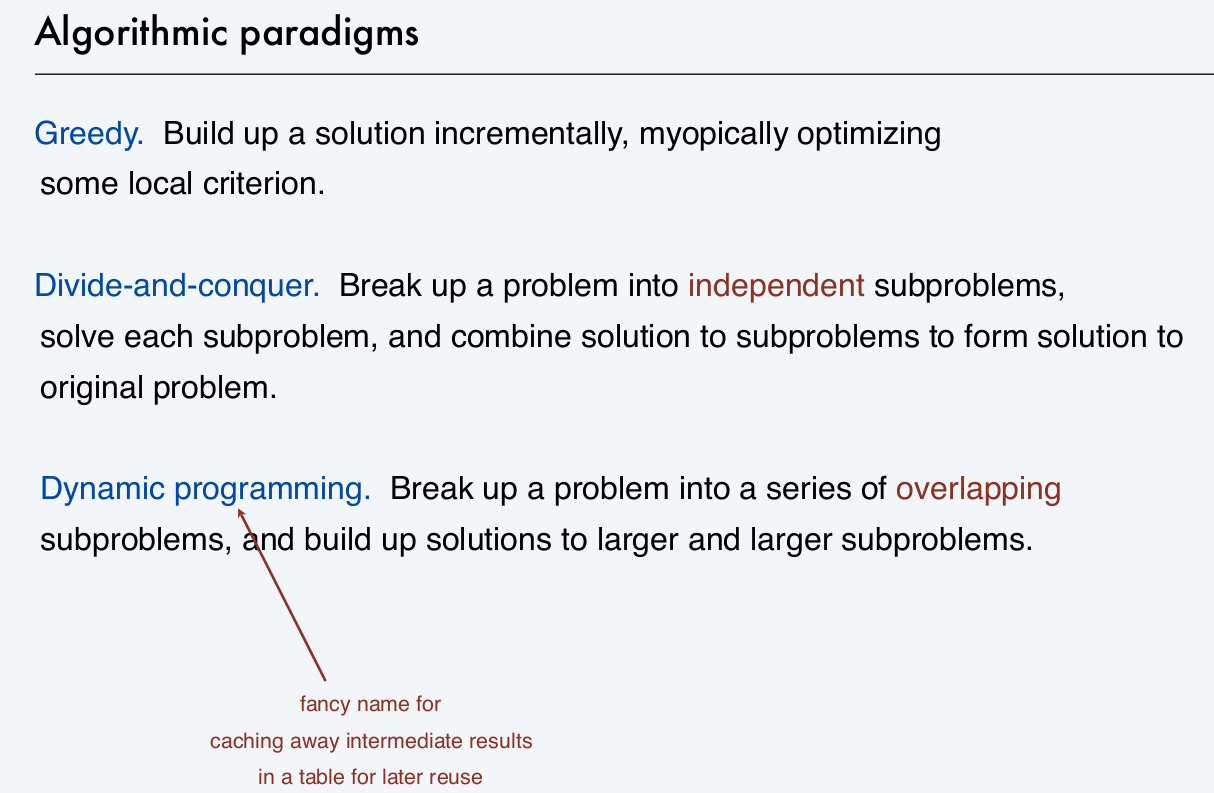 Algorithmic paradigms
Greedy. Build up a solution incrementally, myopically optimizing
some local criterion.
Divide-and-conquer. Break up a problem into independent subproblems,
solve each subproblem, and combine solution to subproblems to form solution to
original problem.
Dynamic programming. Break up a problem into a series of overlapping
subproblems, and build up solutions to larger and larger subproblems.
fancy name for
caching away intermediate results
in a table for later reuse